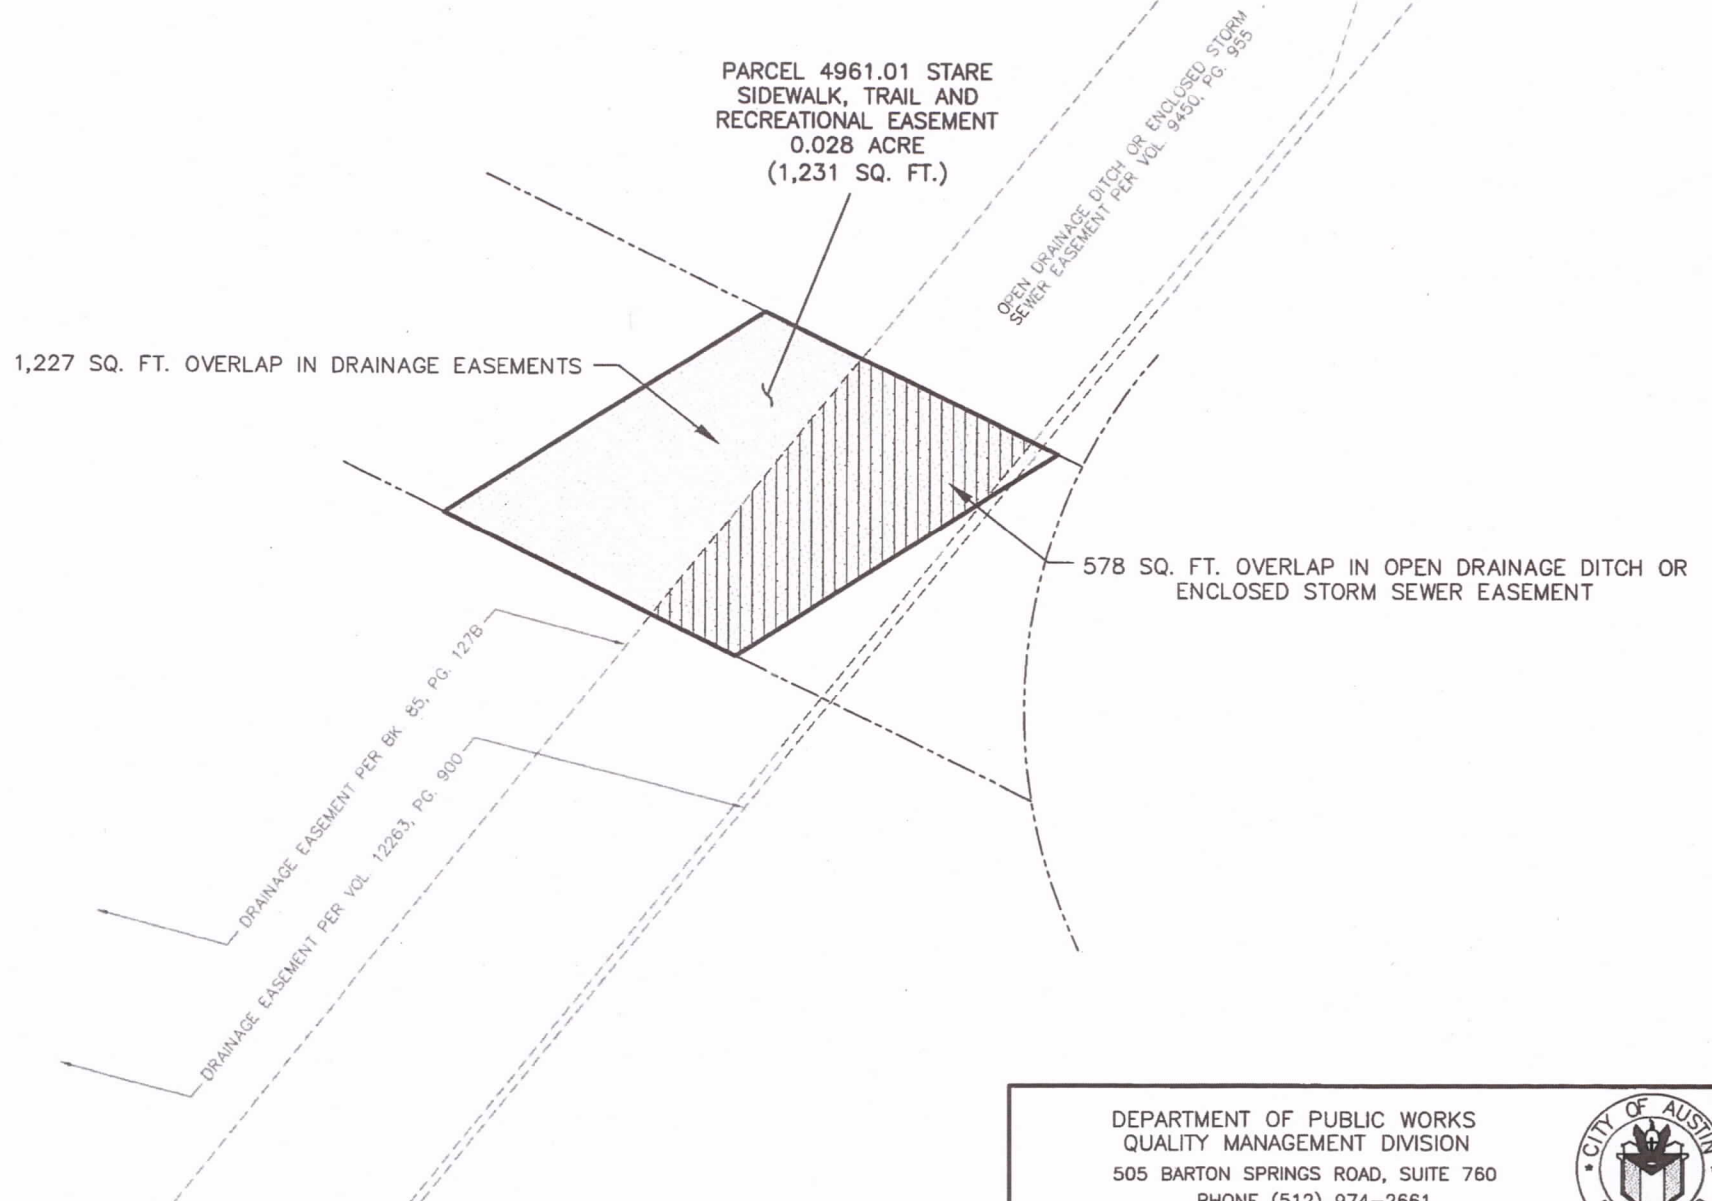 PARCEL 4961.01 STARE
SIDEWALK, TRAIL AND
RECREATIONAL EASEMENT
0.028 ACRE
(1,231 SQ. FT.)
OPEN DRAINAGE DITCH OR ENCLOSED STORM
SEWER EASEMENT PER VOL. 9450, PG. 955
1,227 SQ. FT. OVERLAP IN DRAINAGE EASEMENTS
578 SQ. FT. OVERLAP IN OPEN DRAINAGE DITCH OR
ENCLOSED STORM SEWER EASEMENT
DRAINAGE EASEMENT PER BK. 85, PG. 127B
DRAINAGE EASEMENT PER VOL. 12263, PG. 900
DEPARTMENT OF PUBLIC WORKS
QUALITY MANAGEMENT DIVISION
505 BARTON SPRINGS ROAD, SUITE 760
PHONE (512) 974-2661
CITY OF AUSTIN